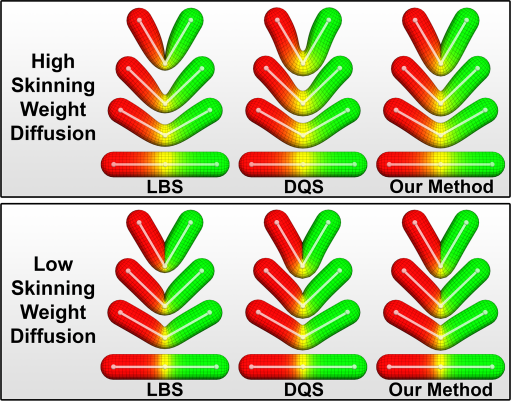 High
Skinning
Weight
Diffusion
LBS DQS Our Method
Low
Skinning
Weight
Diffusion
LBS DQS Our Method